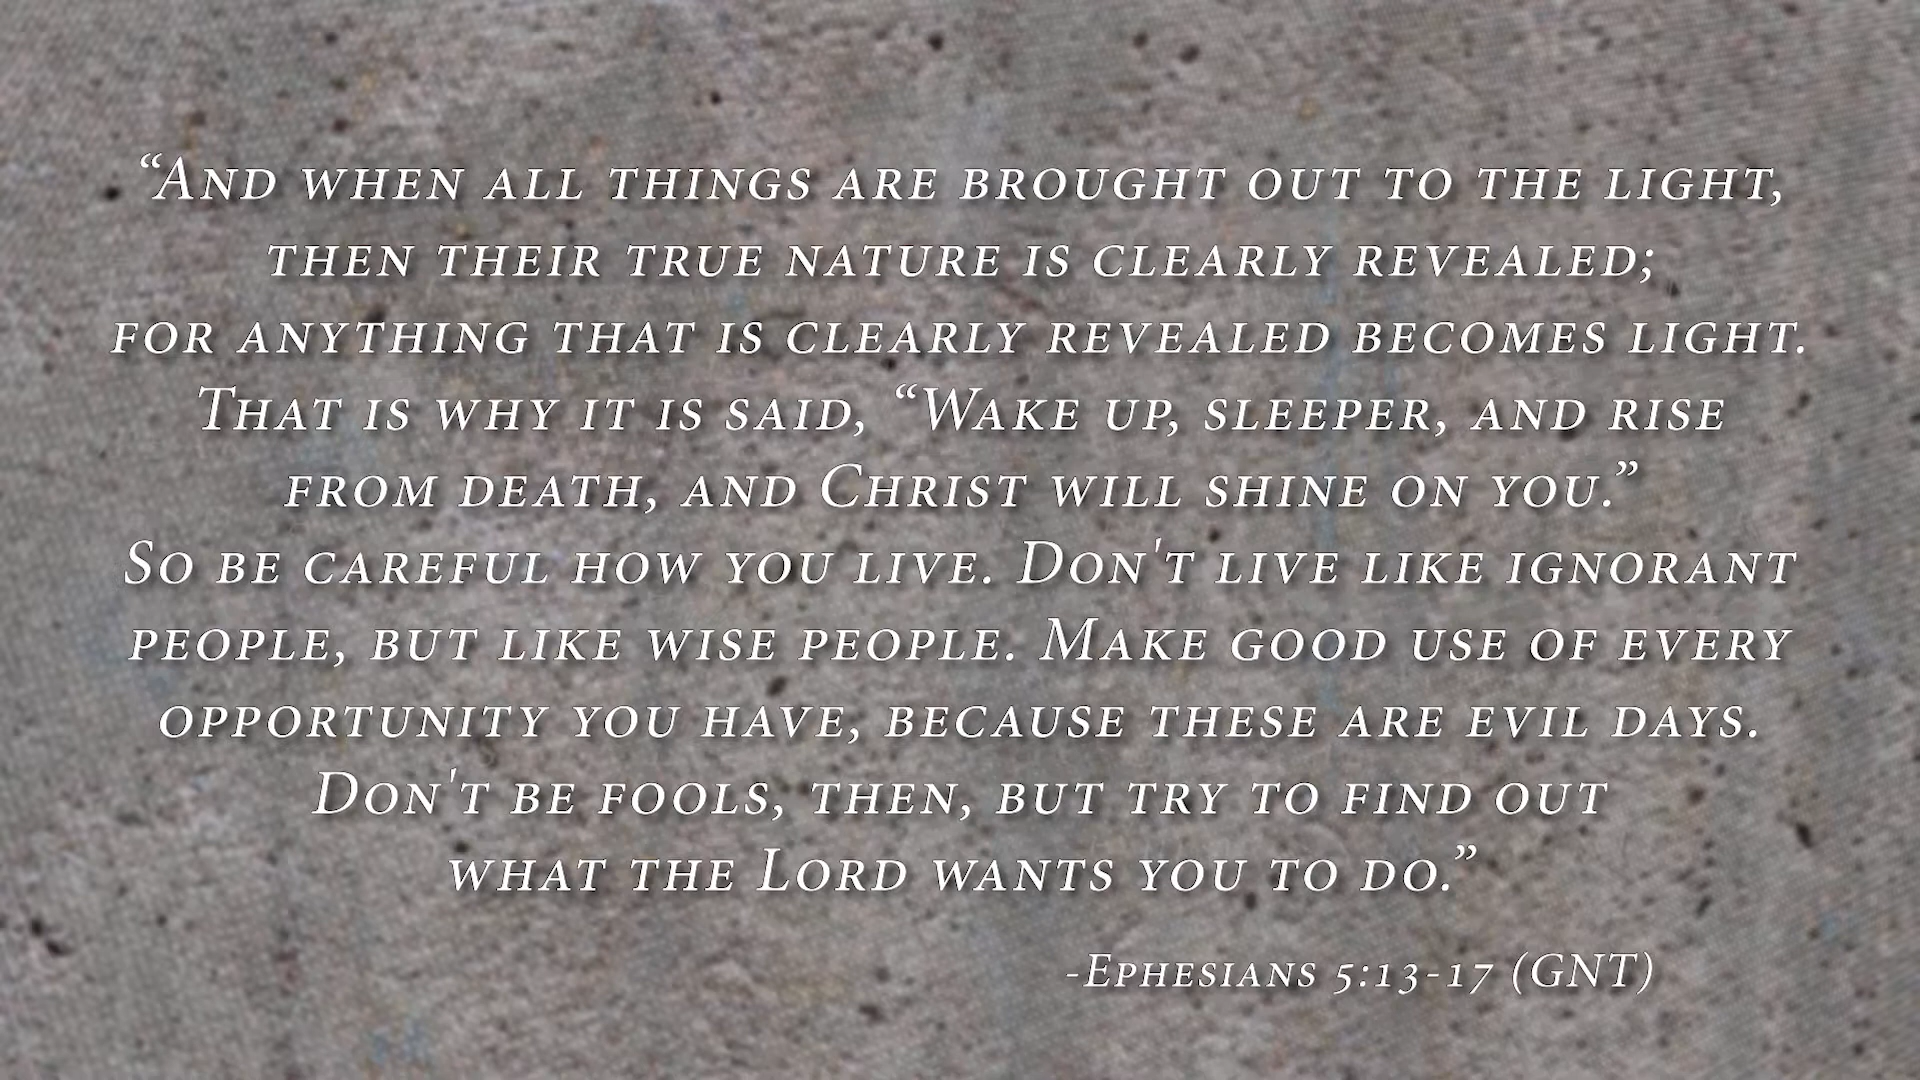 “And when all things are brought out to the light,
then their true nature is clearly revealed;
for anything that is clearly revealed becomes light.
That is why it is said, “Wake up, sleeper, and rise
from death, and Christ will shine on you.”
So be careful how you live. Don't live like ignorant
people, but like wise people. Make good use of every
opportunity you have, because these are evil days.
Don't be fools, then, but try to find out
what the Lord wants you to do.”
-Ephesians 5:13-17 (GNT)